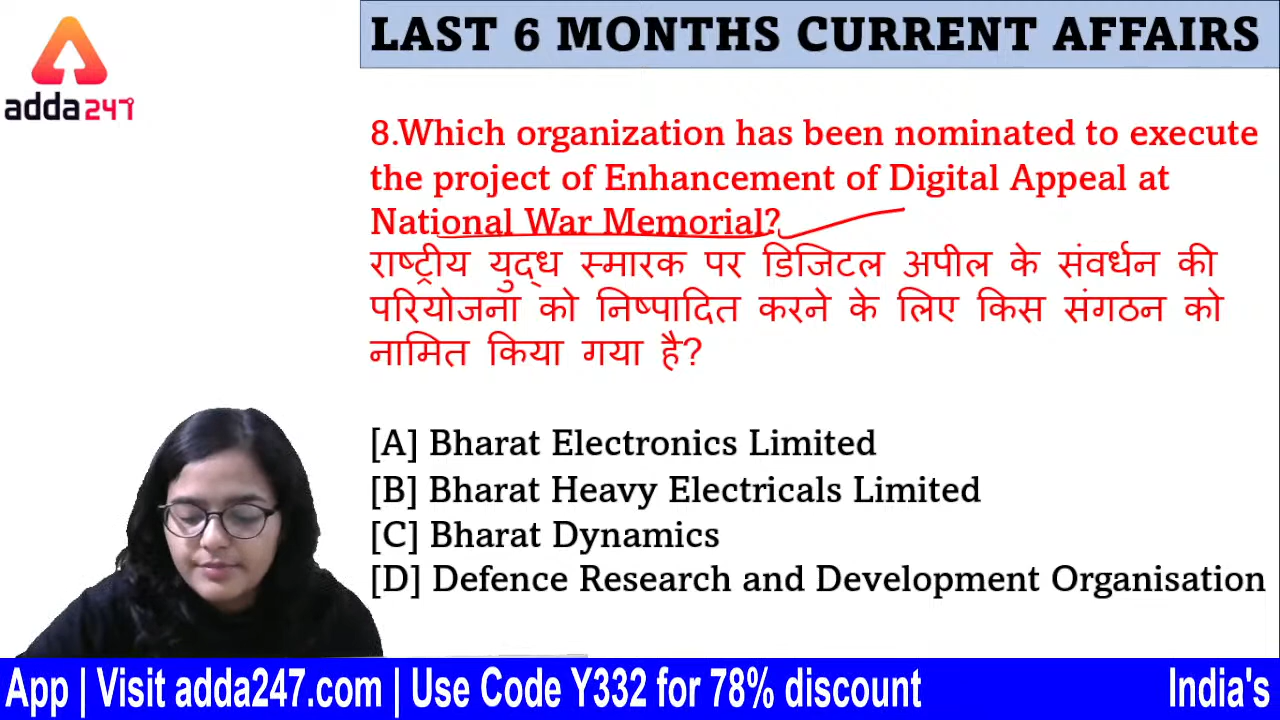 LAST 6 MONTHS CURRENT AFFAIRS
adda247
8.Which organization has been nominated to execute
the project of Enhancement of Digital Appeal at
National War Memorial?
राष्ट्रीय युद्ध स्मारक पर डिजिटल अपील के संवर्धन की
परियोजना को निष्पादित करने के लिए किस संगठन को
नामित किया गया है?
[A] Bharat Electronics Limited
[B] Bharat Heavy Electricals Limited
[C] Bharat Dynamics
[D] Defence Research and Development Organisation
App | Visit adda247.com | Use Code Y332 for 78% discount India's